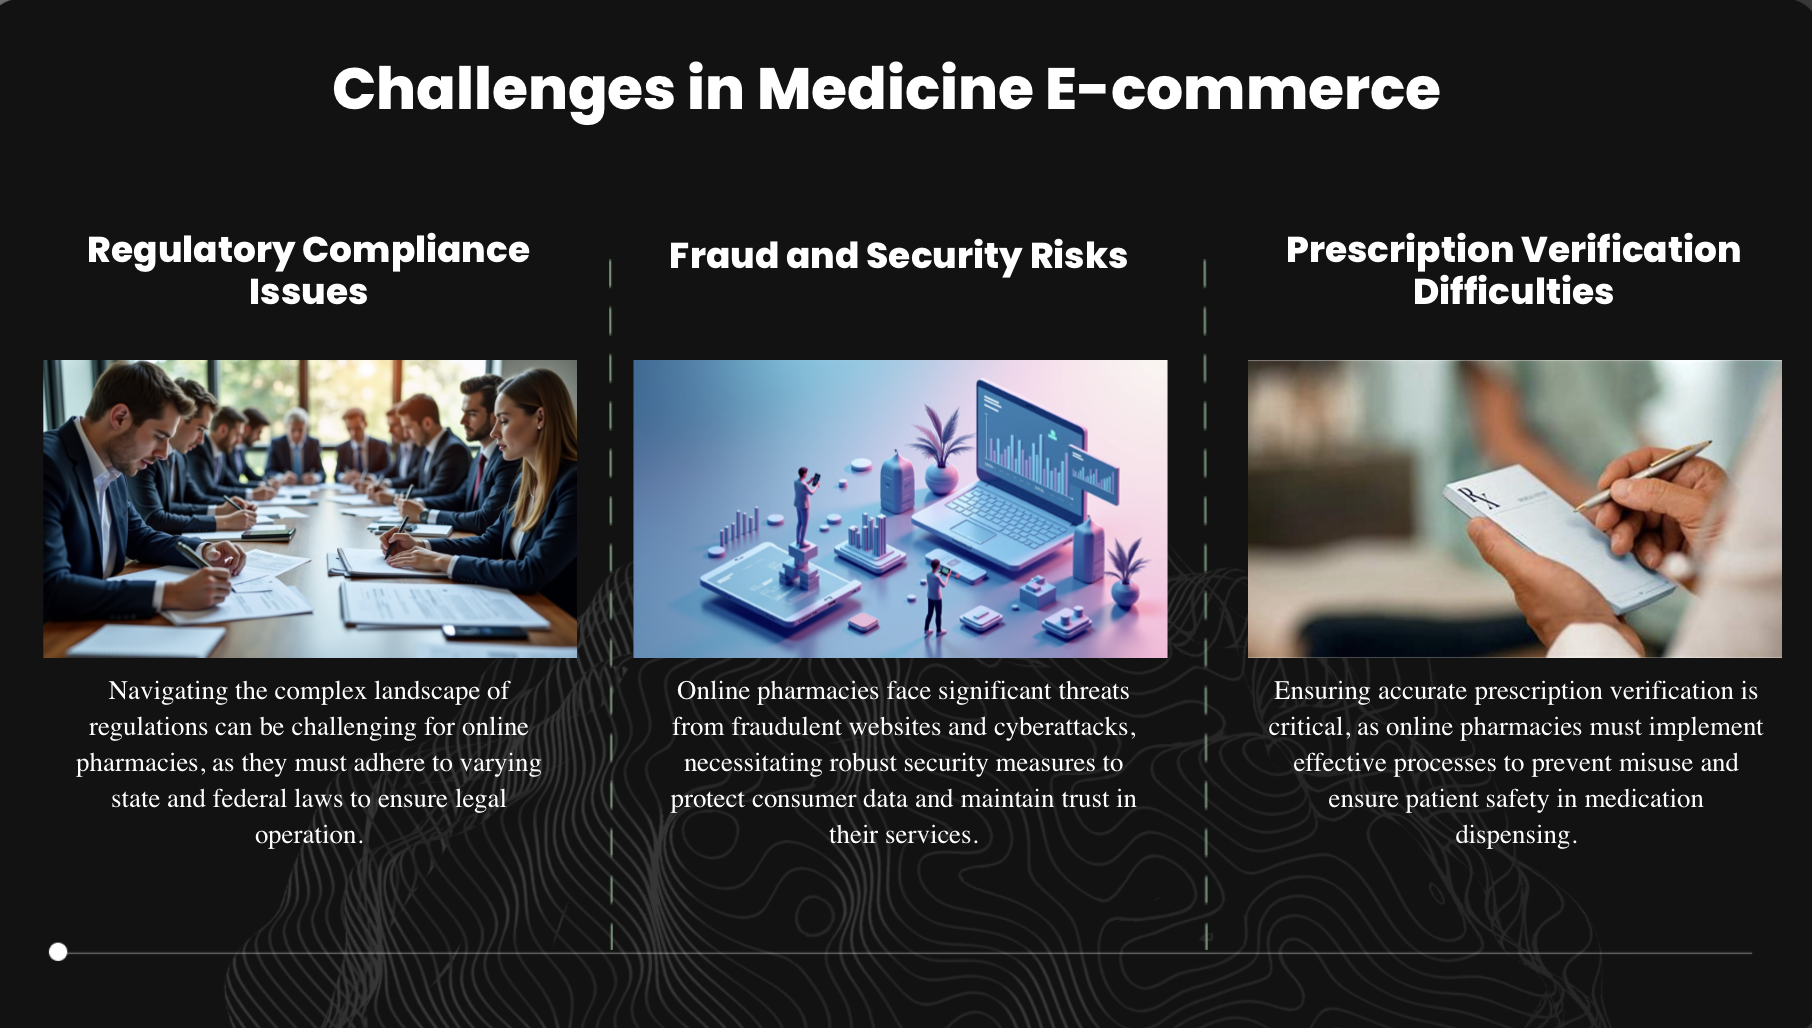 Challenges in Medicine E-commerce
Regulatory Compliance
Issues
Navigating the complex landscape of
regulations can be challenging for online
pharmacies, as they must adhere to varying
state and federal laws to ensure legal
operation.
Fraud and Security Risks
Online pharmacies face significant threats
from fraudulent websites and cyberattacks,
necessitating robust security measures to
protect consumer data and maintain trust in
their services.
Prescription Verification
Difficulties
RX
Ensuring accurate prescription verification is
critical, as online pharmacies must implement
effective processes to prevent misuse and
ensure patient safety in medication
dispensing.